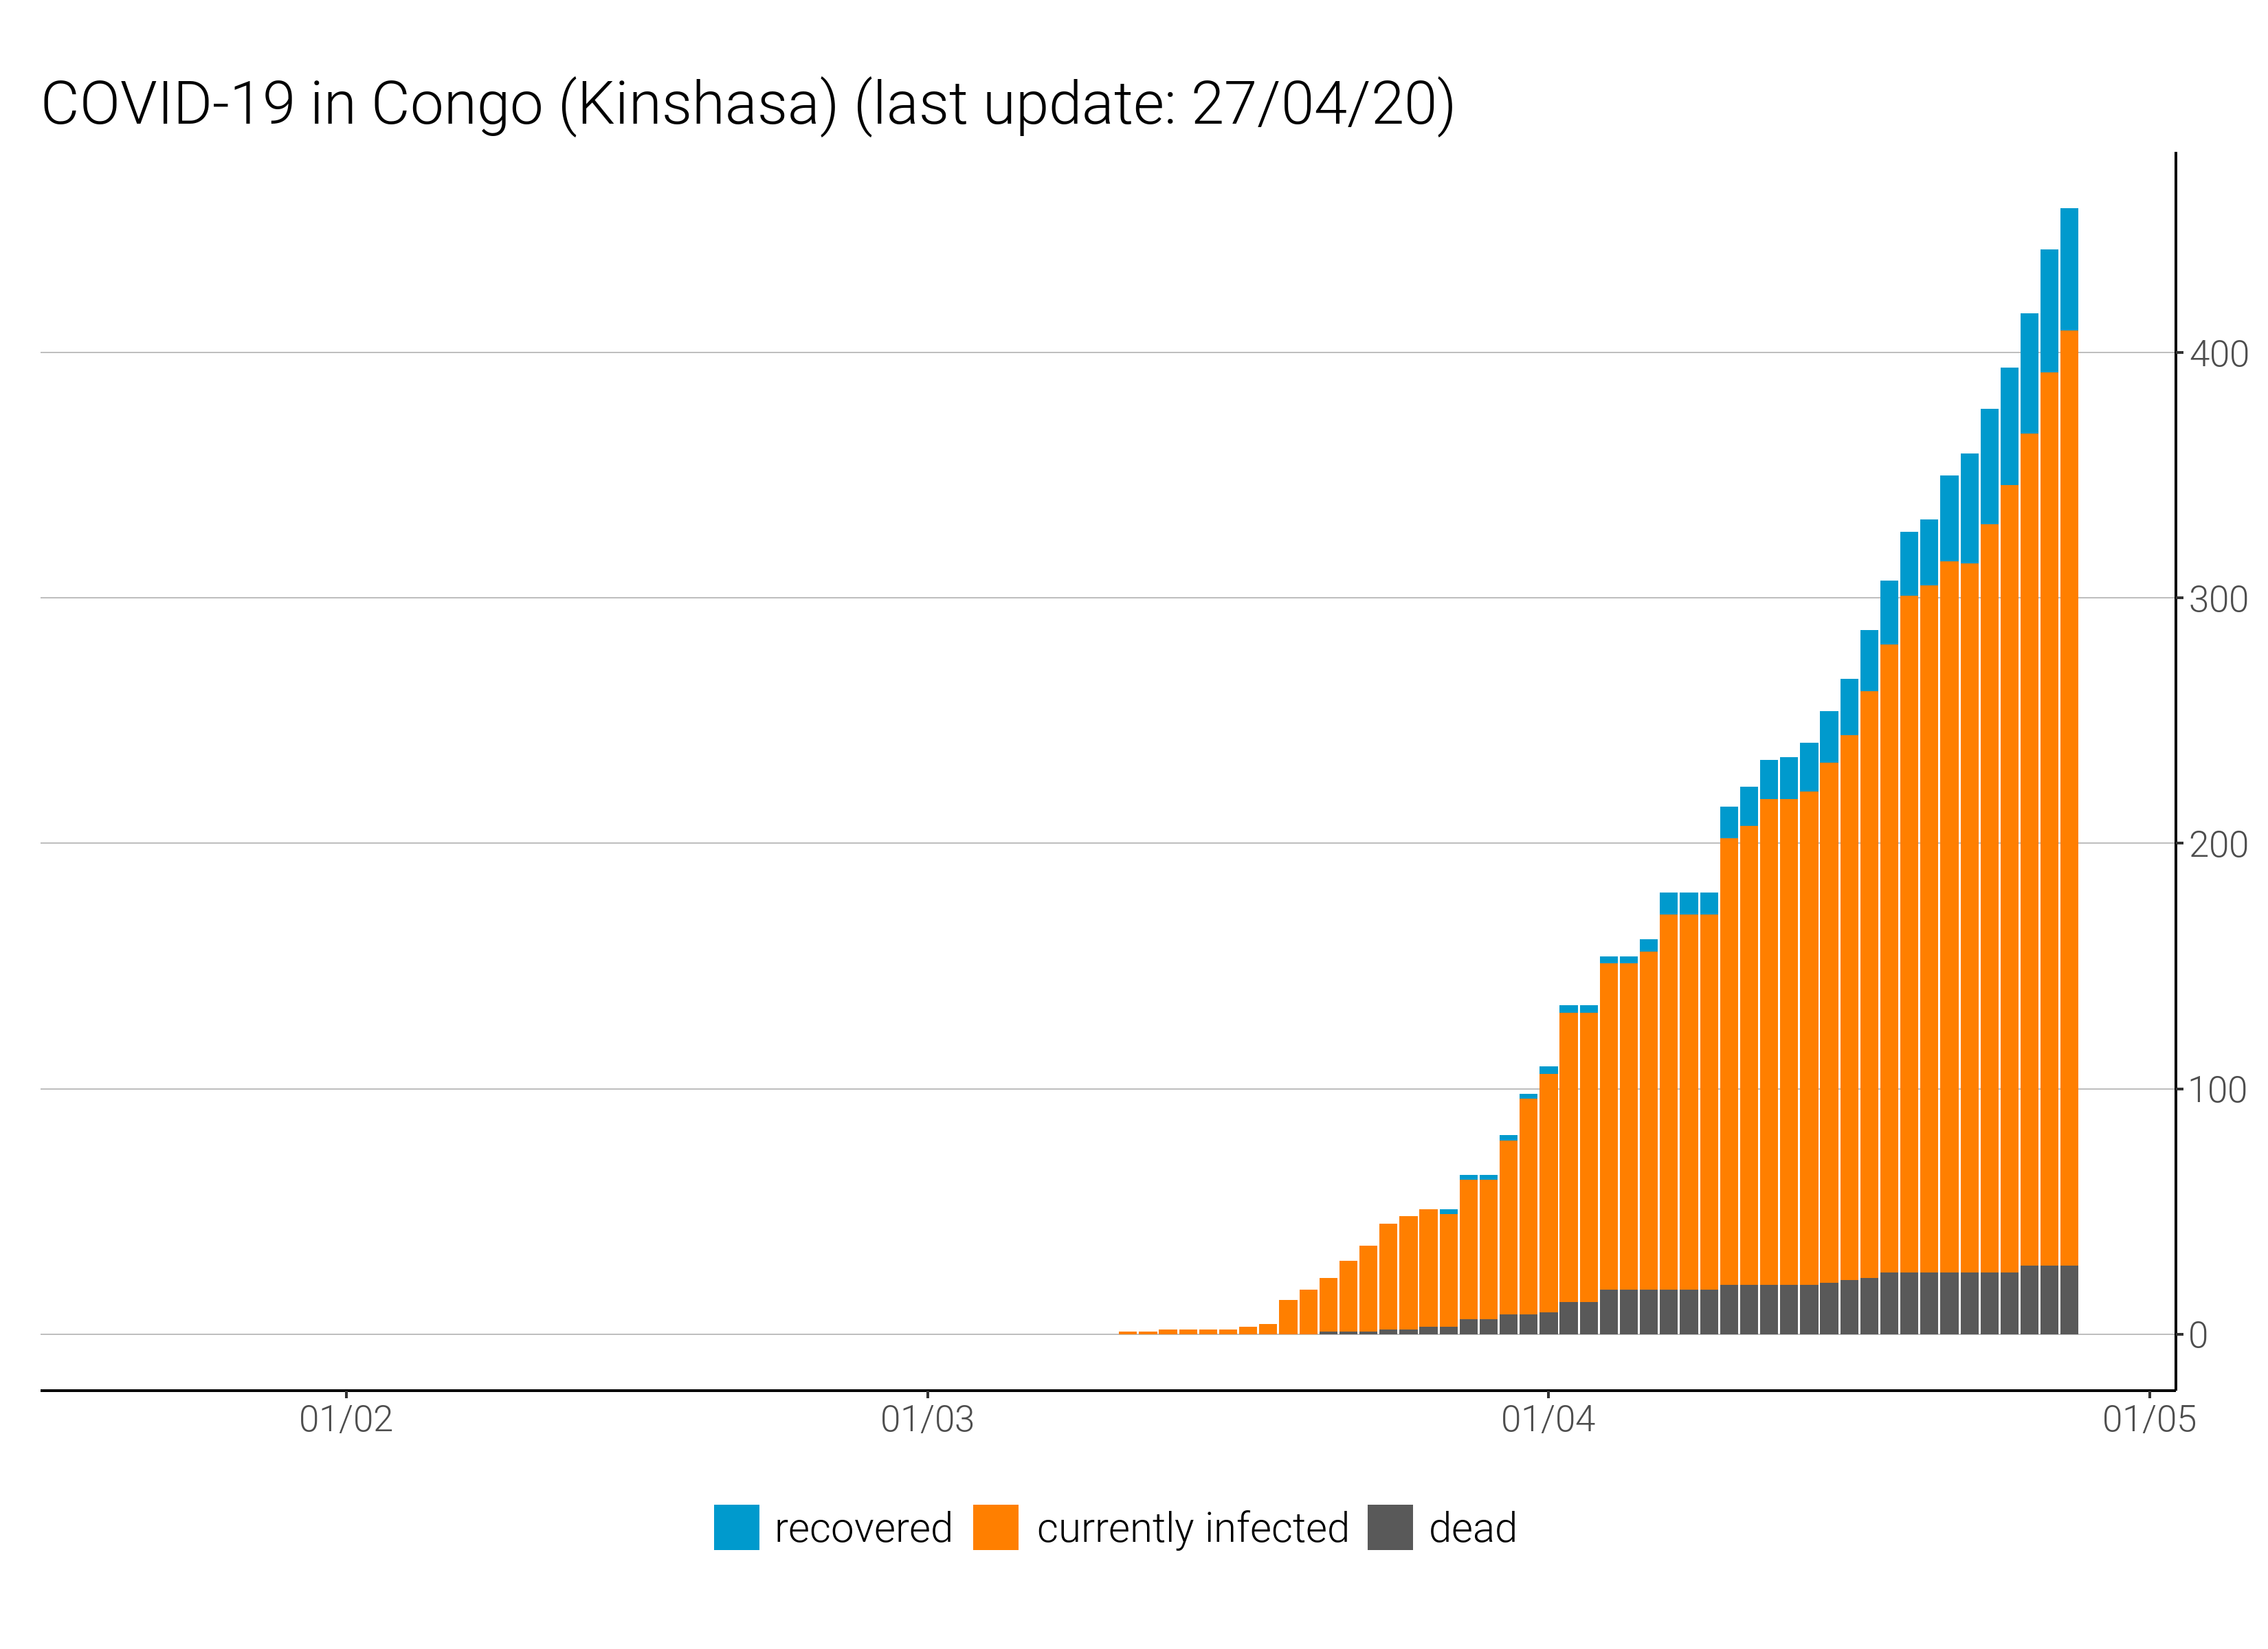 COVID-19 in Congo (Kinshasa) (last update: 27/04/20)
400
300
200
100
0
01/02 01/03 01/04 01/05
recovered currently infected dead